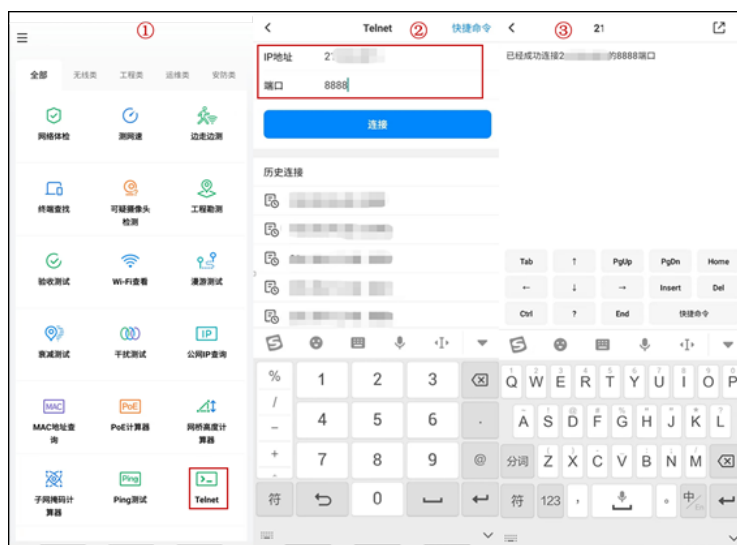 ①
全部 无线类 工程类 运维类 安防类
网络体检 测网速 边走边测
终端查找 可疑摄像头检测 工程勘测
验收测试 Wi-Fi查看 漫游测试
衰减测试 干扰测试 公网IP查询
IP
MAC PoE
MAC地址查询 PoE计算器 网桥高度计算器
Ping
子网掩码计算器 Ping测试 Telnet
Telnet ② 快捷命令
IP地址 2
端口 8888
连接
历史连接
% 1 2 3
/
- 4 5 6 .
+ 7 8 9 @
符 0
③ 21
已经成功连接2 的8888端口
Tab ↑ PgUp PgDn Home
← ↓ → Insert Del
Ctrl ? End 快捷命令
Q W E R T Y U I O P
A S D F G H J K L
分词 Z X C V B N M
符 123 , 。 中/En